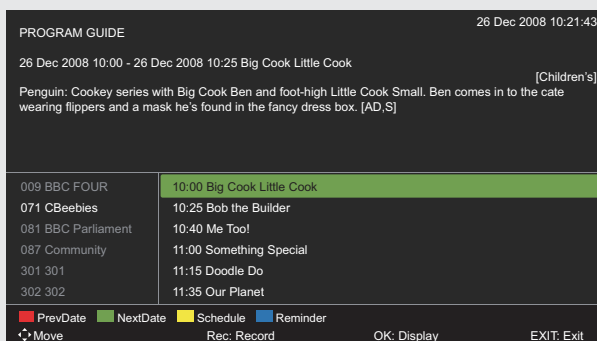 PROGRAM GUIDE
26 Dec 2008 10:21:43
26 Dec 2008 10:00 - 26 Dec 2008 10:25 Big Cook Little Cook
[Children's]
Penguin: Cookey series with Big Cook Ben and foot-high Little Cook Small. Ben comes in to the cate
wearing flippers and a mask he's found in the fancy dress box. [AD,S]
009 BBC FOUR 10:00 Big Cook Little Cook
071 CBeebies 10:25 Bob the Builder
081 BBC Parliament 10:40 Me Too!
087 Community 11:00 Something Special
301 301 11:15 Doodle Do
302 302 11:35 Our Planet
PrevDate NextDate Schedule Reminder
Move Rec: Record OK: Display EXIT: Exit